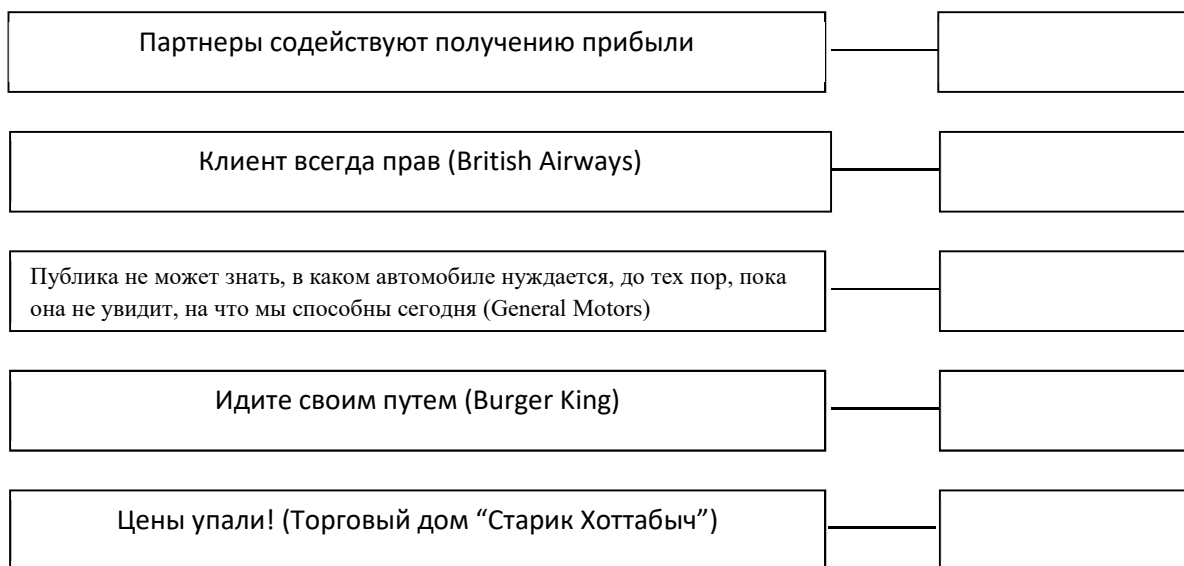 Партнеры содействуют получению прибыли
Клиент всегда прав (British Airways)
Публика не может знать, в каком автомобиле нуждается, до тех пор, пока
она не увидит, на что мы способны сегодня (General Motors)
Идите своим путем (Burger King)
Цены упали! (Торговый дом “Старик Хоттабыч”)